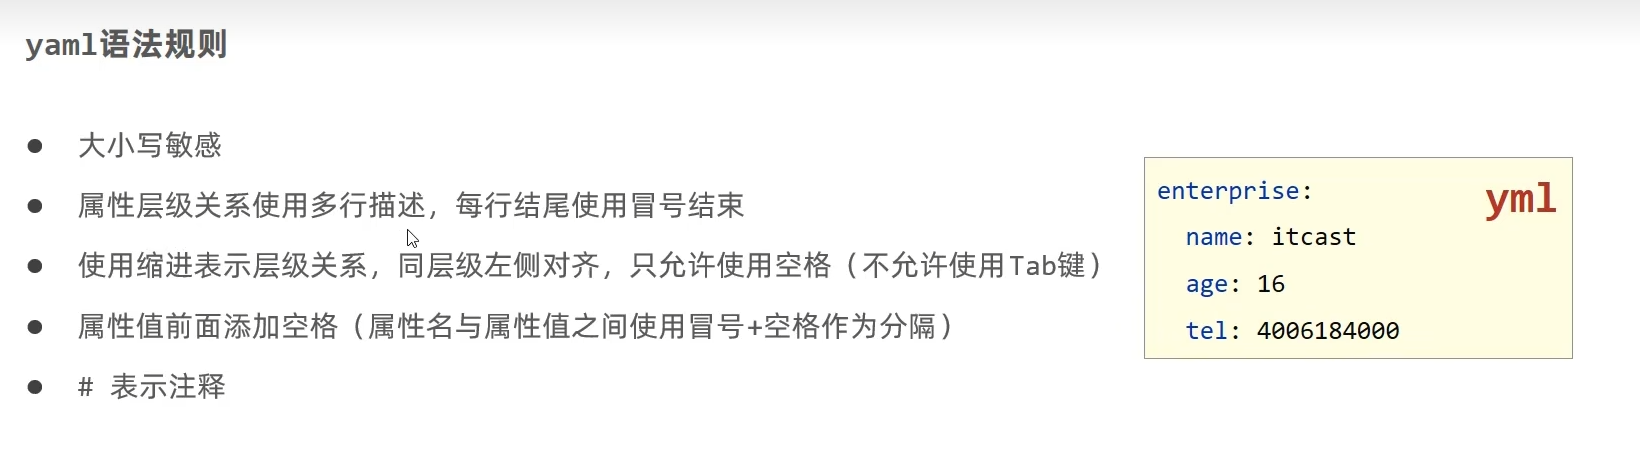 yaml语法规则
● 大小写敏感
● 属性层级关系使用多行描述，每行结尾使用冒号结束
● 使用缩进表示层级关系，同层级左侧对齐，只允许使用空格（不允许使用Tab键）
● 属性值前面添加空格（属性名与属性值之间使用冒号+空格作为分隔）
● # 表示注释
yml
enterprise:
  name: itcast
  age: 16
  tel: 4006184000